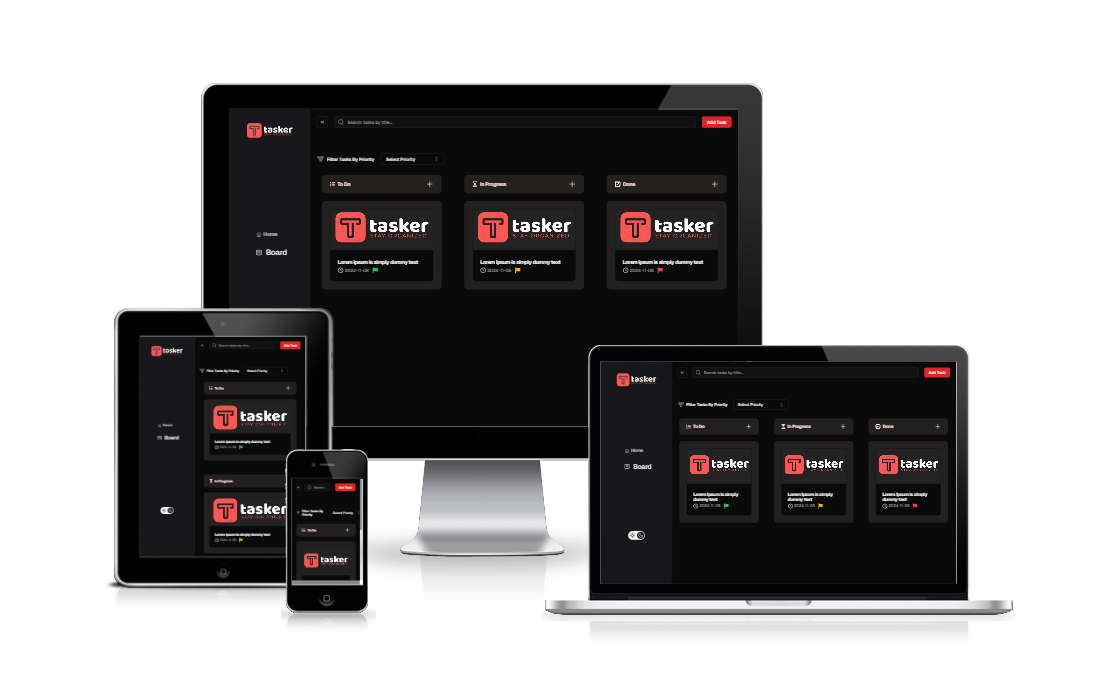 tasker
Search tasks by title...
Add Task
Filter Tasks By Priority
Select Priority
To Do
In Progress
Done
Home
Board
tasker
STAY ORGANIZED
Lorem Ipsum is simply dummy text
2024-11-08
tasker
STAY ORGANIZED
Lorem Ipsum is simply dummy text
2024-11-08
tasker
STAY ORGANIZED
Lorem Ipsum is simply dummy text
2024-11-08
tasker
Search tasks by title...
Add Task
Filter Tasks By Priority
Select Priority
To Do
tasker
Lorem Ipsum is simply dummy text
2024-11-08
Home
Board
In Progress
tasker
Lorem Ipsum is simply dummy text
2024-11-08
Search
Add Task
Filter Tasks By
Priority
Select Priority
To Do
tasker
tasker
Search tasks by title...
Add Task
Filter Tasks By Priority
Select Priority
To Do
In Progress
Done
Home
Board
tasker
Lorem Ipsum is simply
dummy text
2024-11-08
tasker
Lorem Ipsum is simply
dummy text
2024-11-08
tasker
Lorem Ipsum is simply
dummy text
2024-11-08